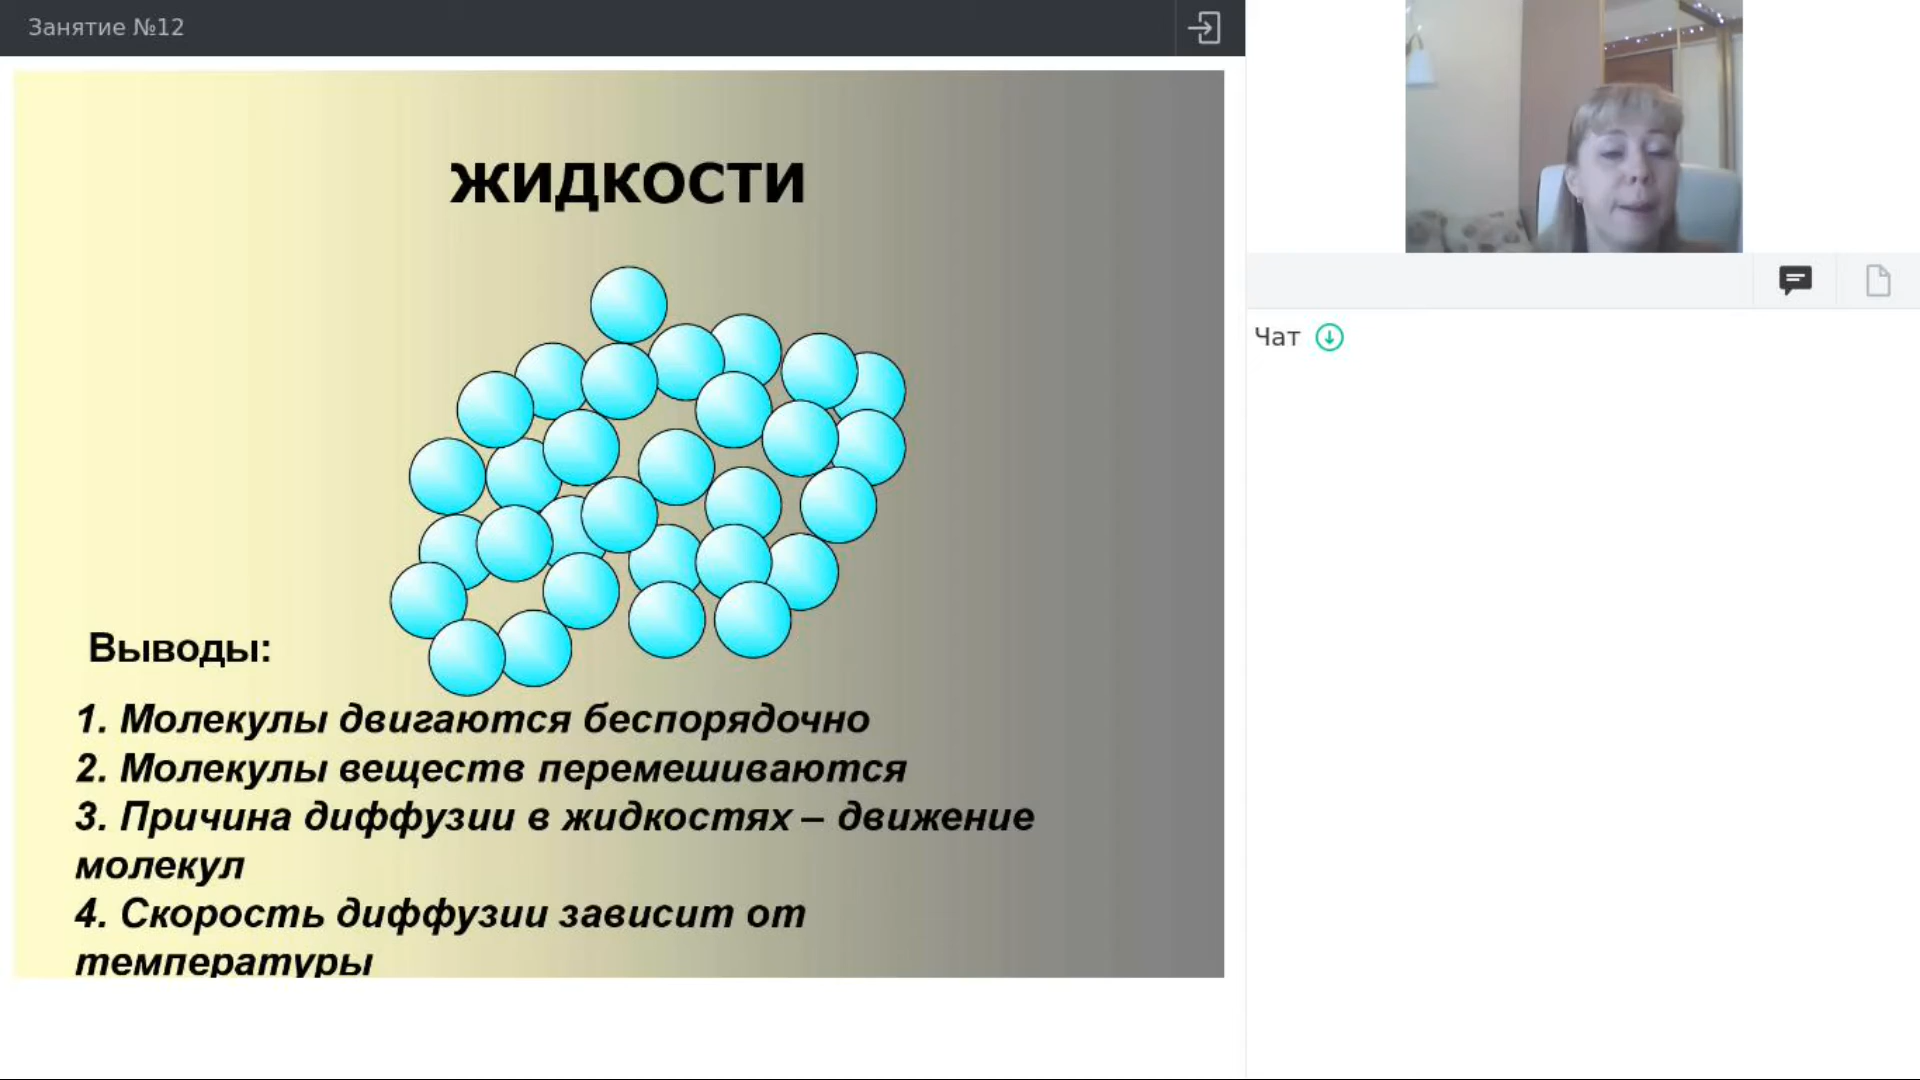 Занятие №12
ЖИДКОСТИ
Выводы:
1. Молекулы двигаются беспорядочно
2. Молекулы веществ перемешиваются
3. Причина диффузии в жидкостях – движение
молекул
4. Скорость диффузии зависит от
температуры
Чат